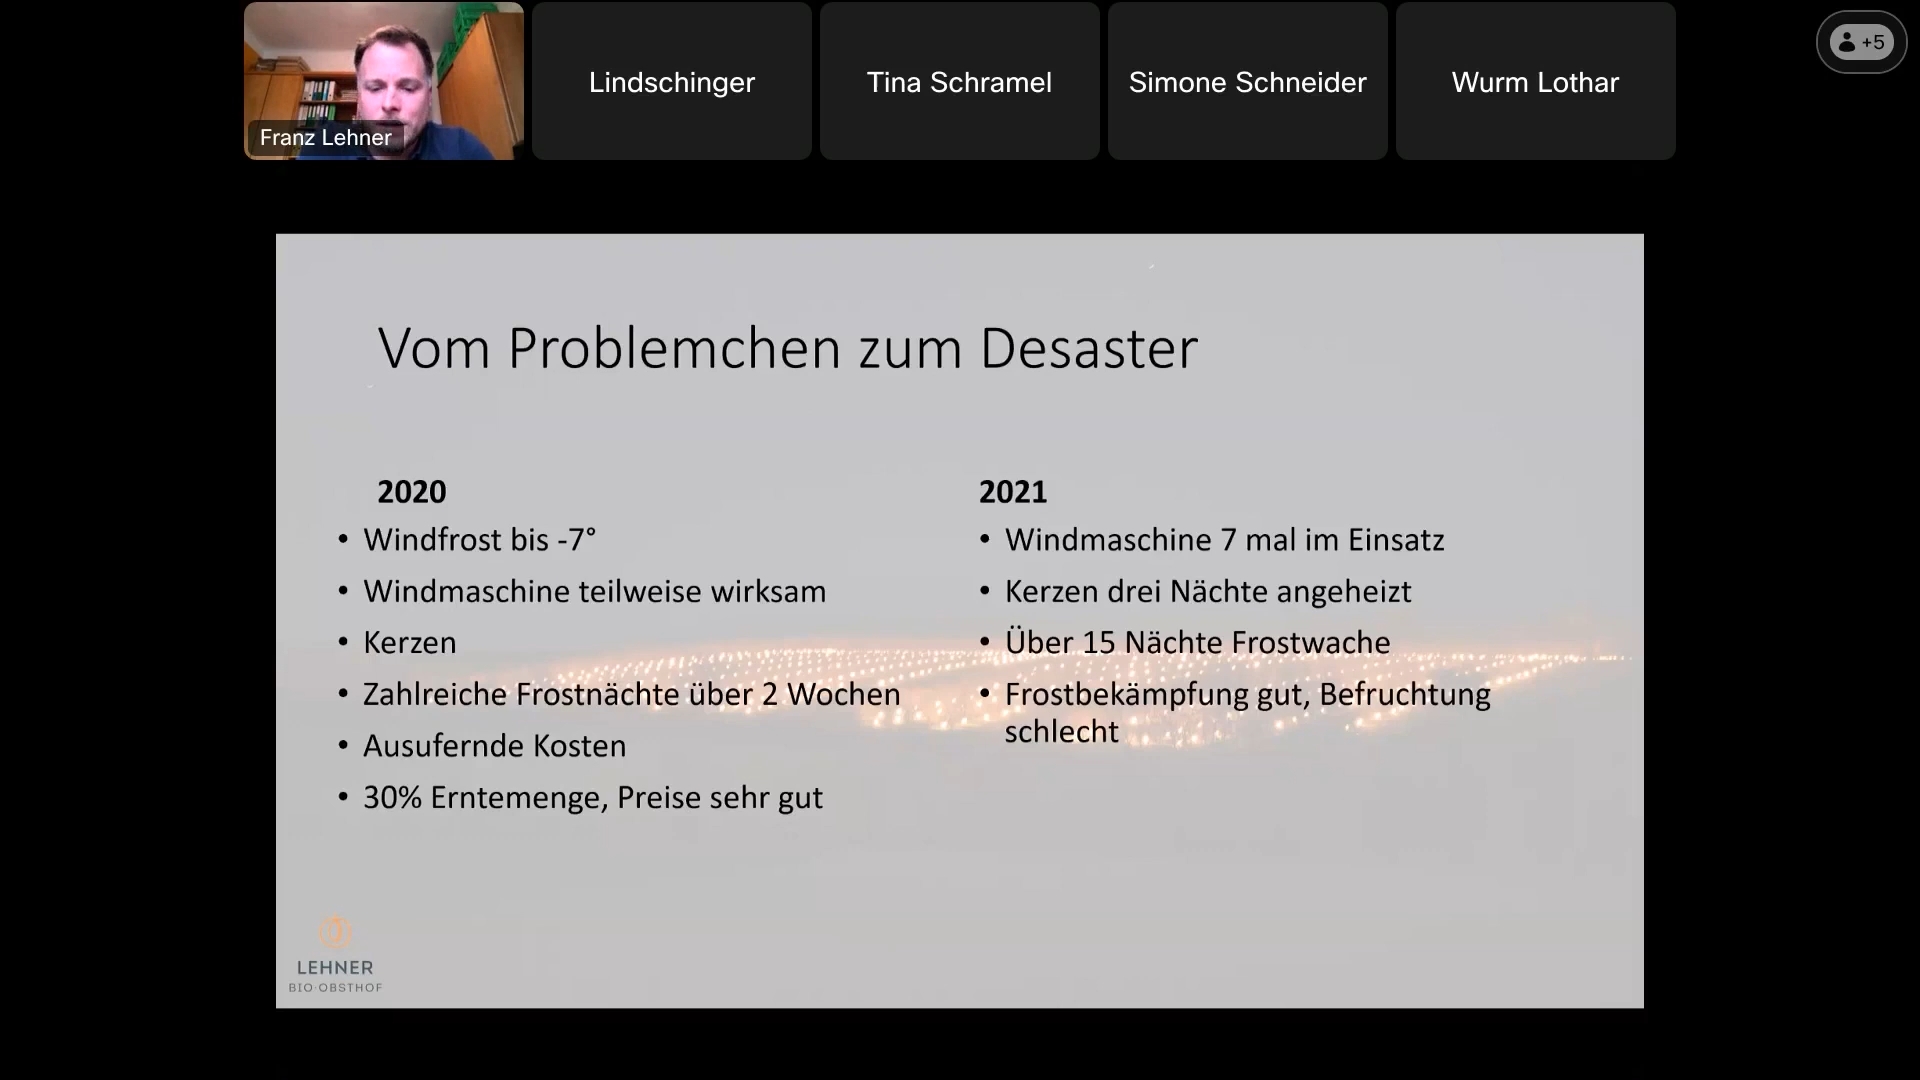 Franz Lehner
Lindschinger
Tina Schramel
Simone Schneider
Wurm Lothar
+5
Vom Problemchen zum Desaster
2020
• Windfrost bis -7°
• Windmaschine teilweise wirksam
• Kerzen
• Zahlreiche Frostnächte über 2 Wochen
• Ausufernde Kosten
• 30% Erntemenge, Preise sehr gut
2021
• Windmaschine 7 mal im Einsatz
• Kerzen drei Nächte angeheizt
• Über 15 Nächte Frostwache
• Frostbekämpfung gut, Befruchtung
schlecht
LEHNER
BIO·OBSTHOF